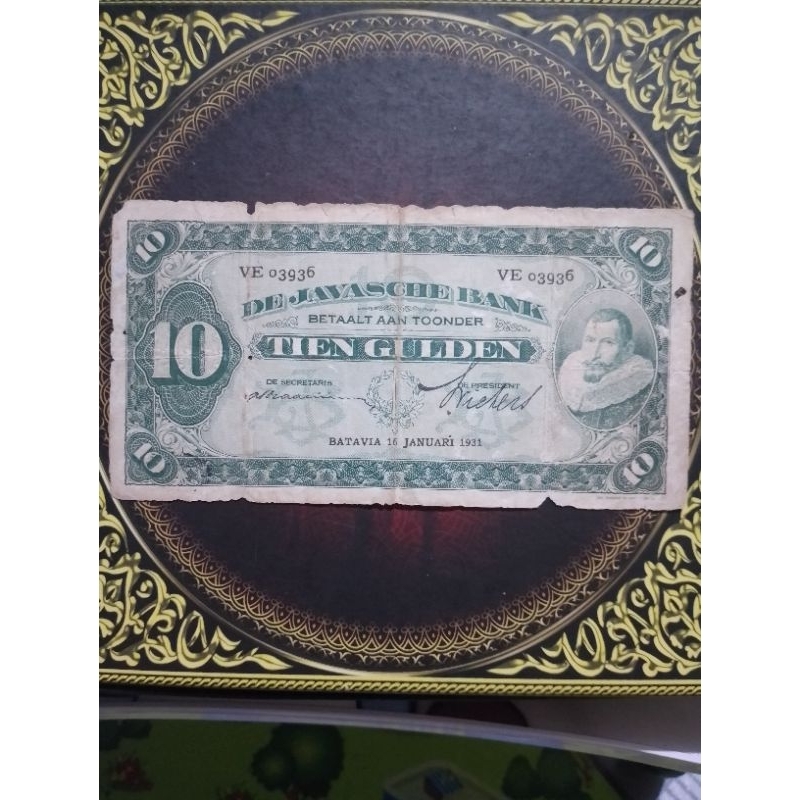 10 10
VE 03936 VE 03936
DE JAVASCHE BANK
BETAALT AAN TOONDER
10 TIEN GULDEN
DE SECRETARIS DE PRESIDENT
BATAVIA 16 JANUARI 1931
10 10